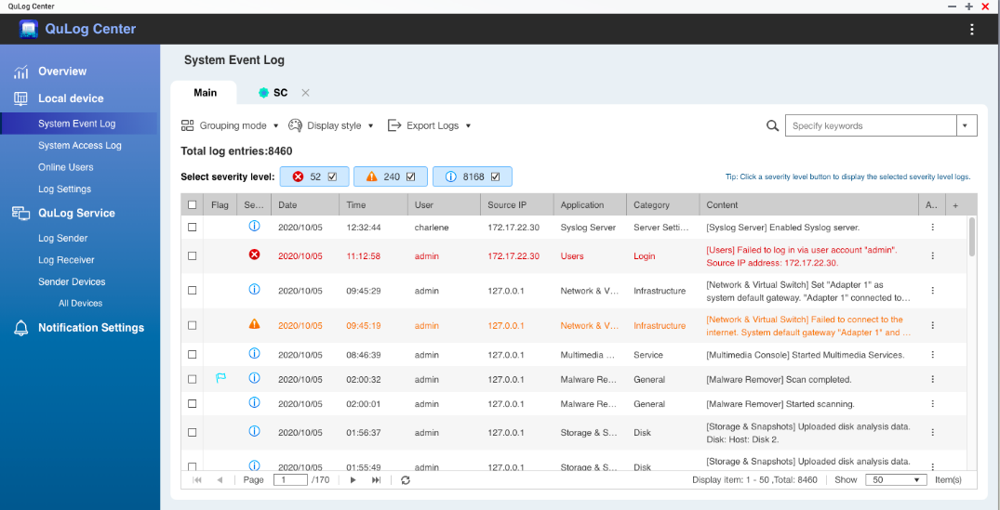 QuLog Center
QuLog Center
Overview
Local device
System Event Log
System Access Log
Online Users
Log Settings
QuLog Service
Log Sender
Log Receiver
Sender Devices
All Devices
Notification Settings
System Event Log
Main SC
Grouping mode Display style Export Logs Specify keywords
Total log entries:8460
Select severity level: 52 240 8168 Tip: Click a severity level button to display the selected severity level logs.
Flag Se... Date Time User Source IP Application Category Content A.. +
2020/10/05 12:32:44 charlene 172.17.22.30 Syslog Server Server Setti... [Syslog Server] Enabled Syslog server.
2020/10/05 11:12:58 admin 172.17.22.30 Users Login [Users] Failed to log in via user account "admin".
Source IP address: 172.17.22.30.
2020/10/05 09:45:29 admin 127.0.0.1 Network & V... Infrastructure [Network & Virtual Switch] Set "Adapter 1" as
system default gateway. "Adapter 1" connected to...
2020/10/05 09:45:19 admin 127.0.0.1 Network & V... Infrastructure [Network & Virtual Switch] Failed to connect to the
internet. System default gateway "Adapter 1" and ...
2020/10/05 08:46:39 admin 127.0.0.1 Multimedia ... Service [Multimedia Console] Started Multimedia Services.
2020/10/05 02:00:32 admin 127.0.0.1 Malware Re... General [Malware Remover] Scan completed.
2020/10/05 02:00:01 admin 127.0.0.1 Malware Re... General [Malware Remover] Started scanning.
2020/10/05 01:56:37 admin 127.0.0.1 Storage & S... Disk [Storage & Snapshots] Uploaded disk analysis data.
Disk: Host: Disk 2.
2020/10/05 01:55:49 admin 127.0.0.1 Storage & S... Disk [Storage & Snapshots] Uploaded disk analysis data.
Page 1 /170 Display item: 1 - 50 ,Total: 8460 Show 50 Item(s)